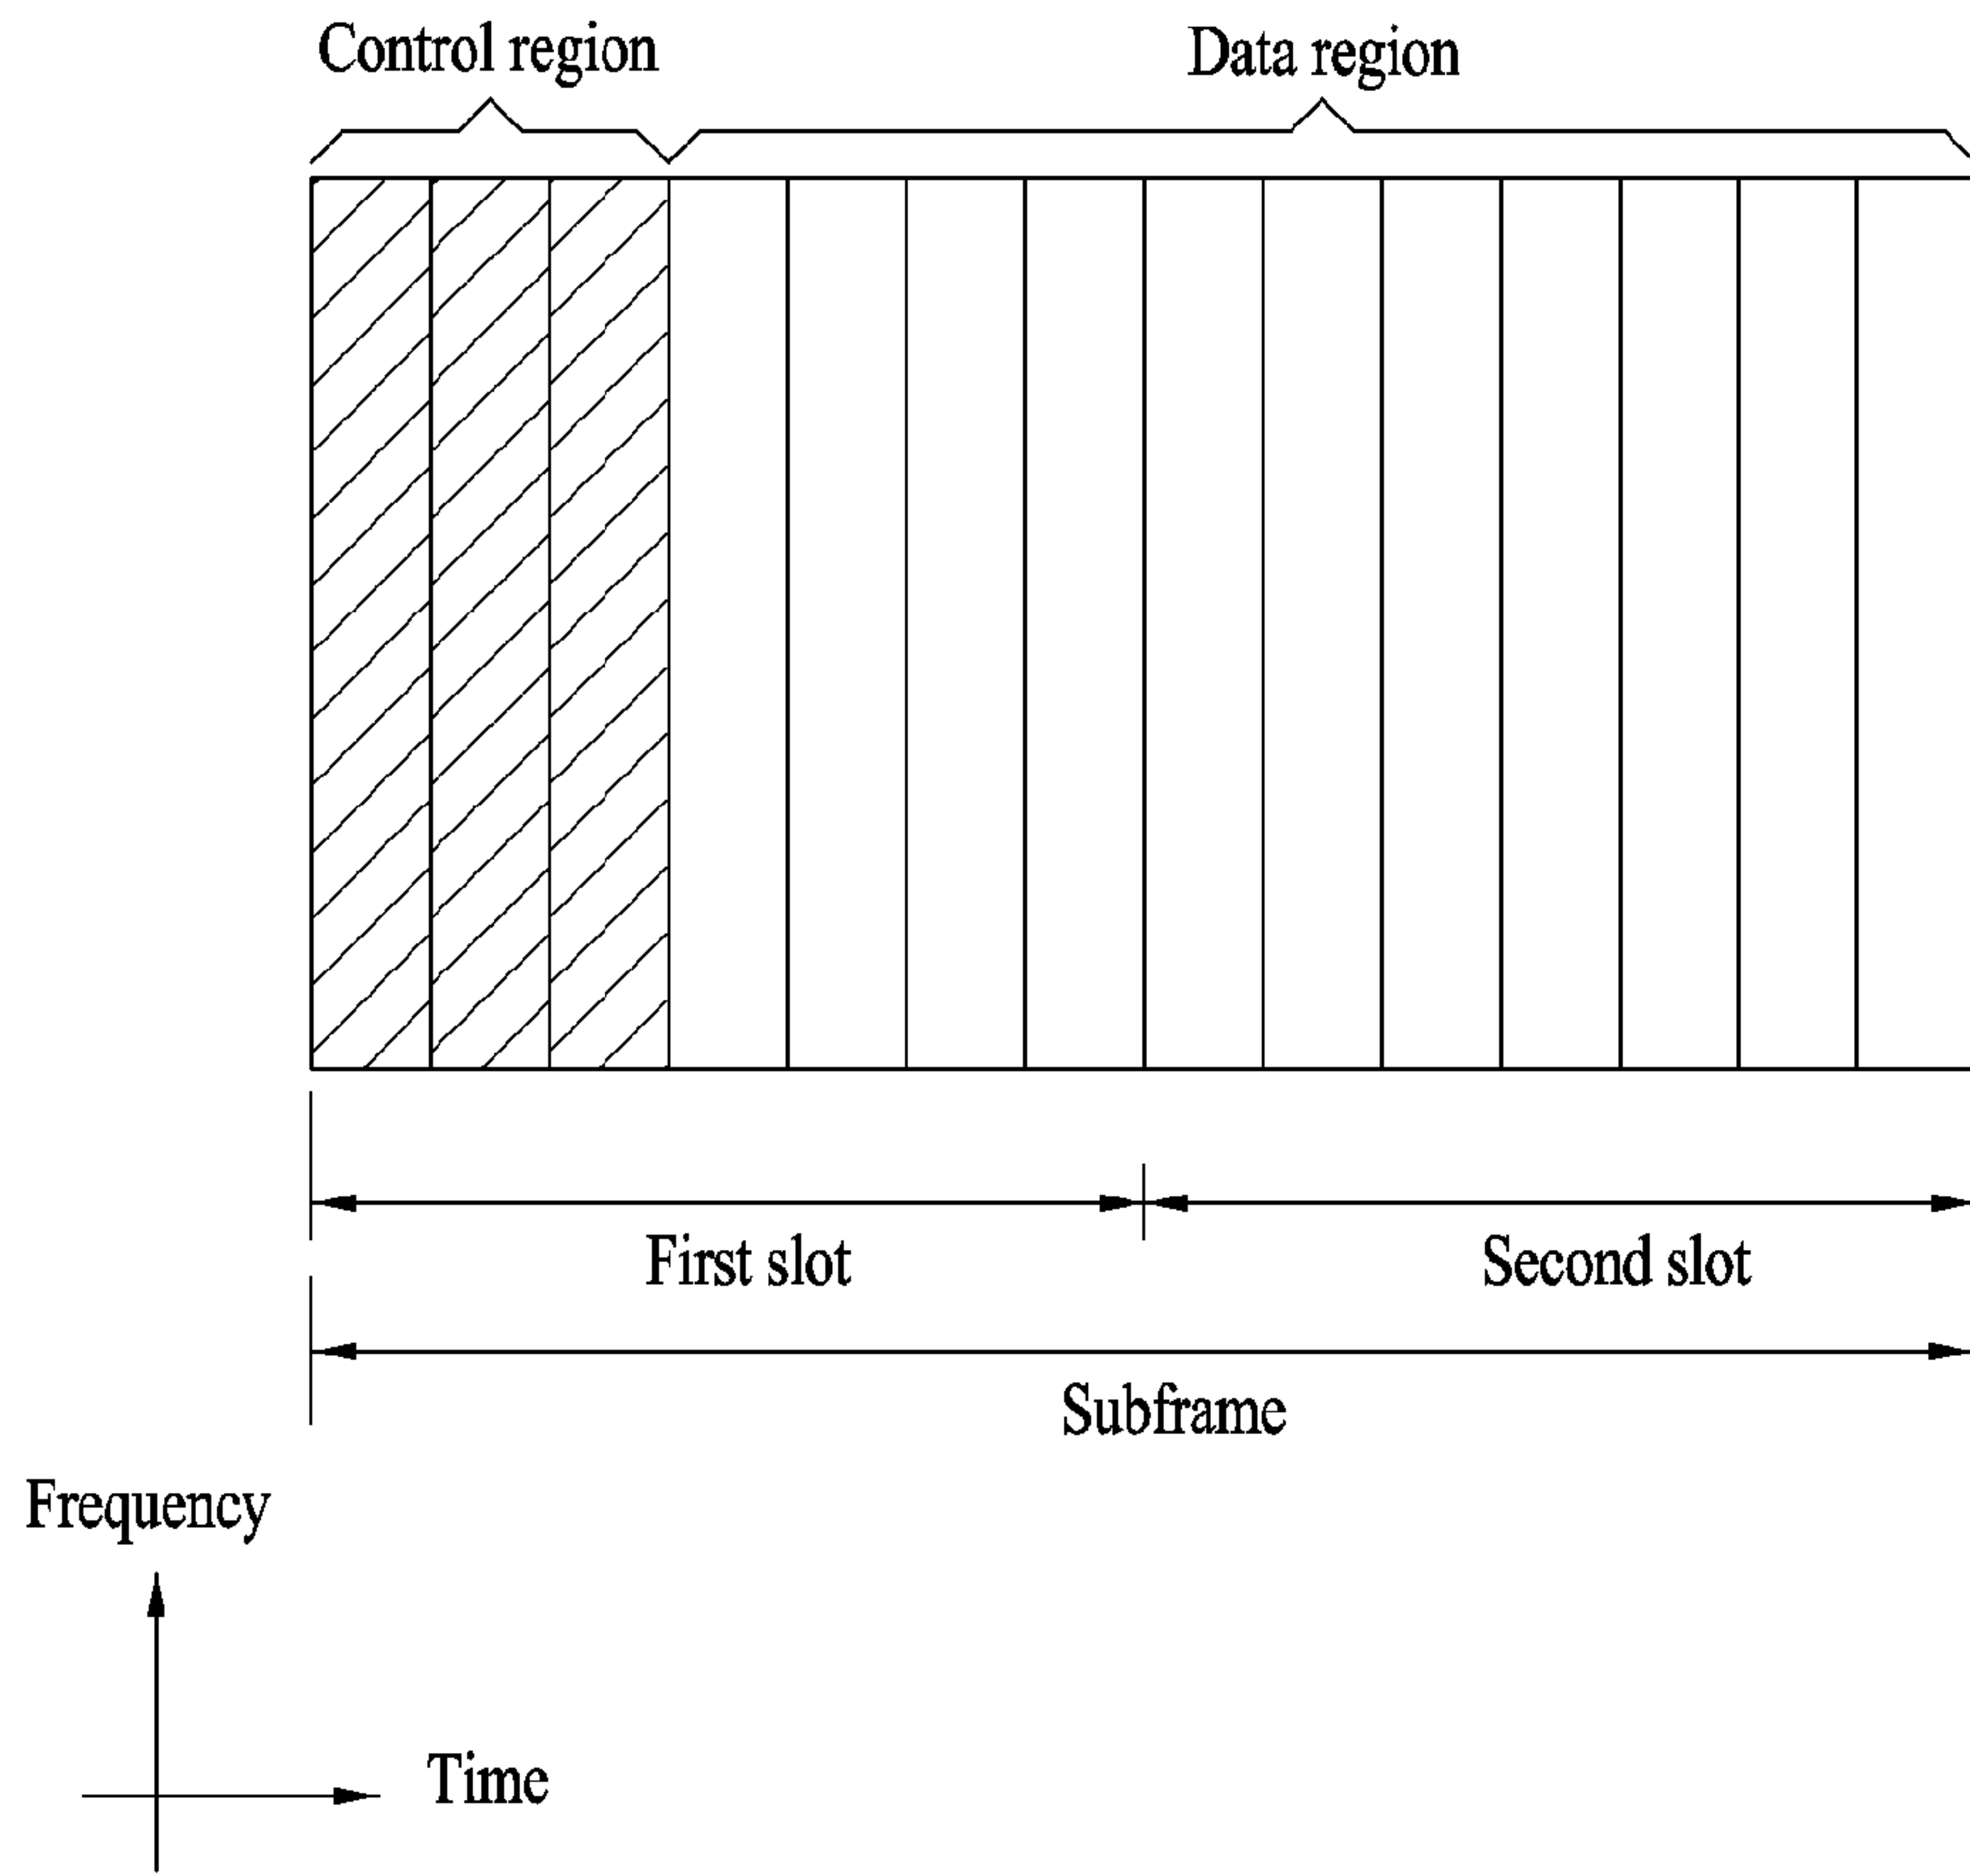 Control region
Data region
First slot
Second slot
Subframe
Frequency
Time